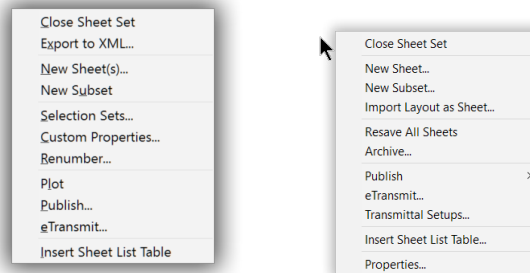 Close Sheet Set
Export to XML...
New Sheet(s)...
New Subset
Selection Sets...
Custom Properties...
Renumber...
Plot
Publish...
eTransmit...
Insert Sheet List Table
Close Sheet Set
New Sheet...
New Subset...
Import Layout as Sheet...
Resave All Sheets
Archive...
Publish
eTransmit...
Transmittal Setups...
Insert Sheet List Table...
Properties...